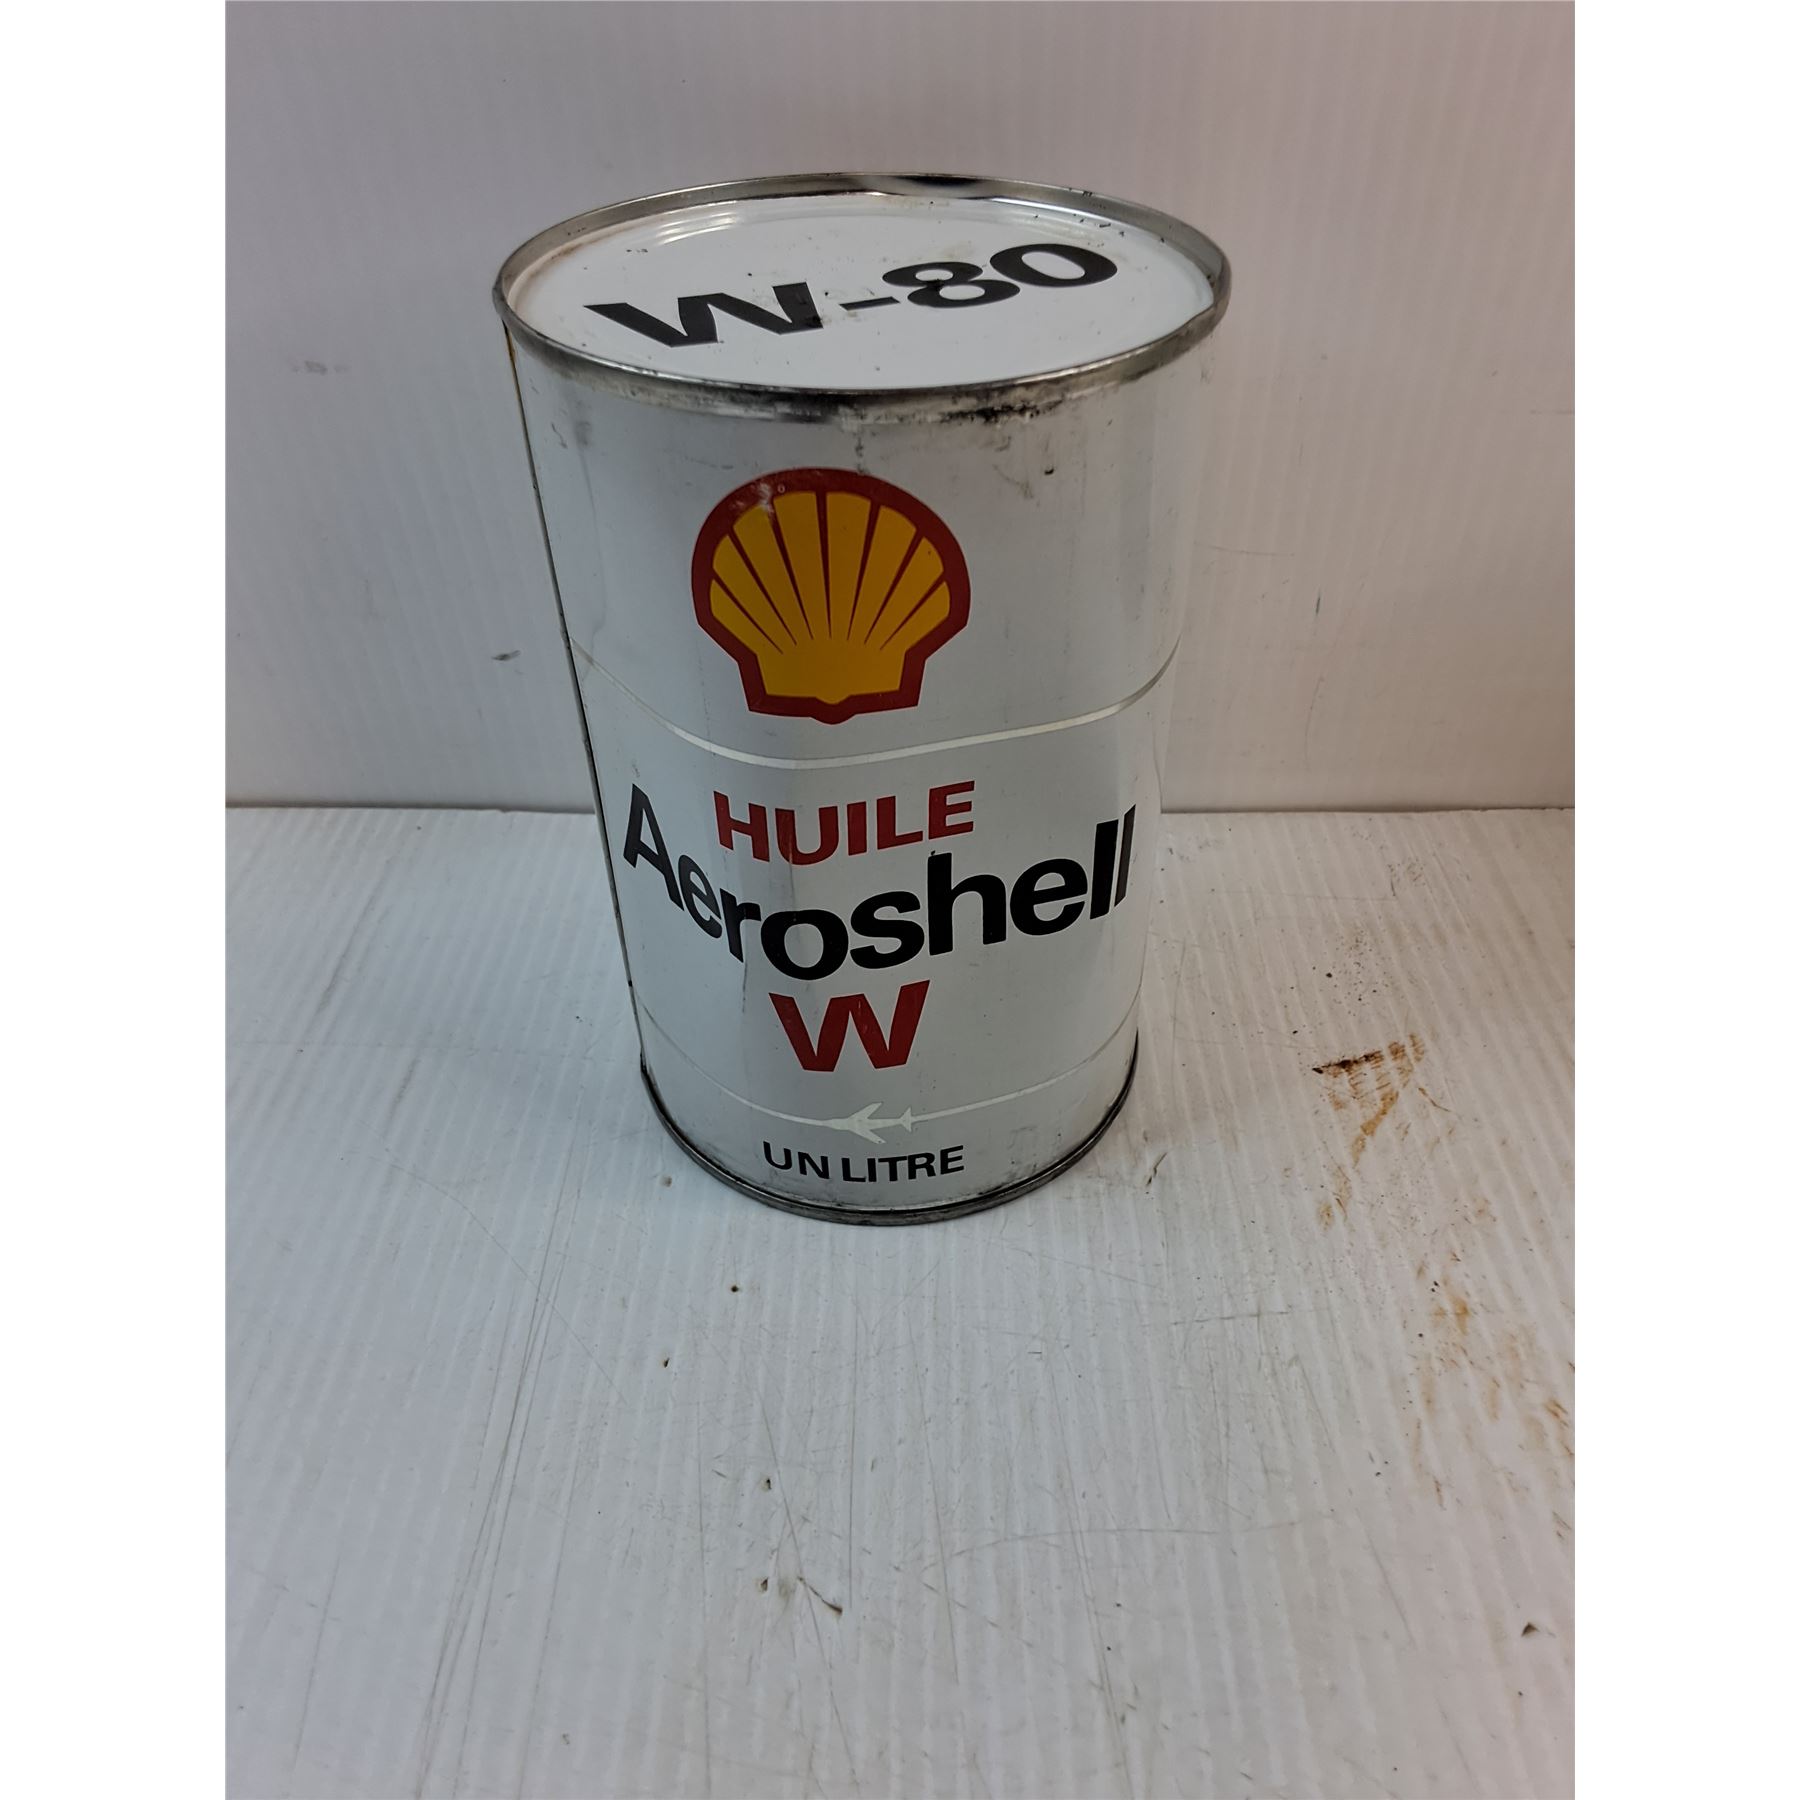 W-80
HUILE
Aeroshell
W
UN LITRE